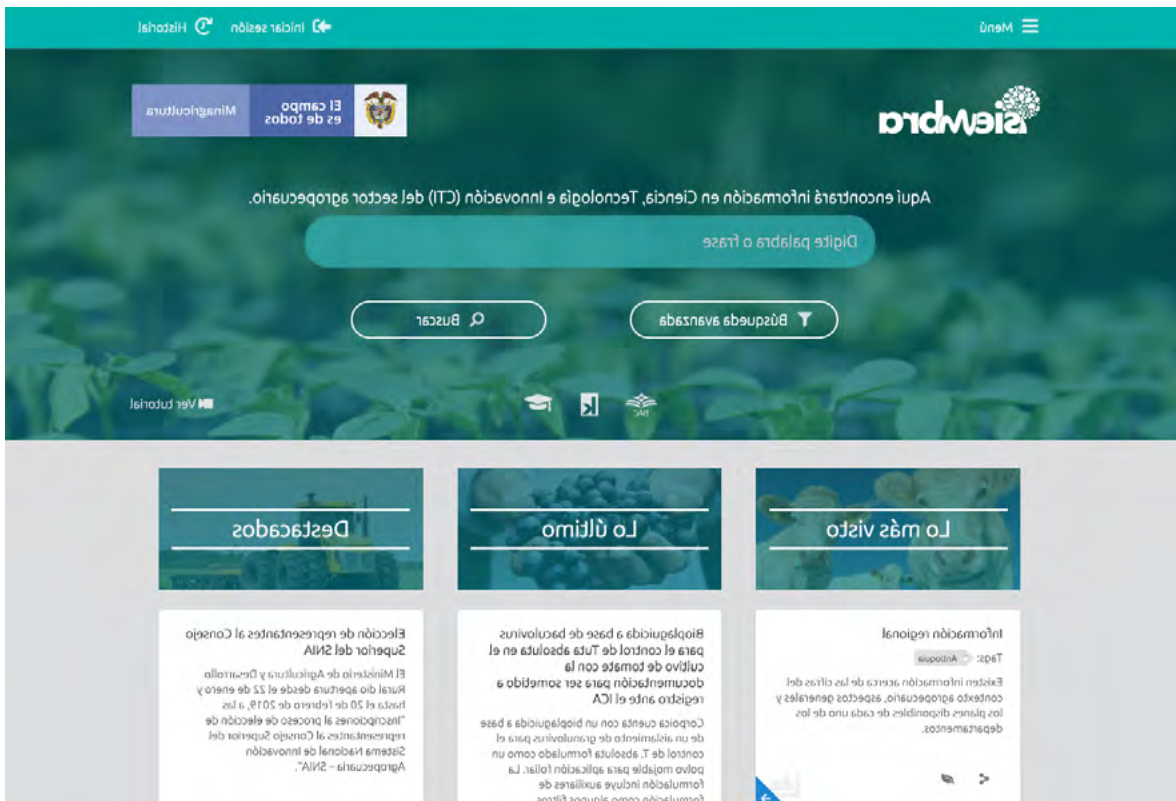 Menú
Iniciar sesión
Historial
siembra
El campo
es de todos
Minagricultura
Aquí encontrará información en Ciencia, Tecnología e Innovación (CTI) del sector agropecuario.
Digite palabra o frase
Búsqueda avanzada
Buscar
Ver tutorial
Lo más visto
Información regional
Tags: Antioquia
Existen información acerca de las cifras del
contexto agropecuario, aspectos generales y
los planes disponibles de cada uno de los
departamentos.
Lo último
Bioplaguicida a base de baculovirus
para el control de Tuta absoluta en el
cultivo de tomate con la
documentación para ser sometido a
registro ante el ICA
Corpoica cuenta con un bioplaguicida a base
de un aislamiento de granulovirus para el
control de T. absoluta formulado como un
polvo mojable para aplicación foliar. La
formulación incluye auxiliares de
formulación como algunos filtros
Destacados
Elección de representantes al Consejo
Superior del SNIA
El Ministerio de Agricultura y Desarrollo
Rural dio apertura desde el 22 de enero y
hasta el 20 de febrero de 2019, a las
"Inscripciones al proceso de elección de
representantes al Consejo Superior del
Sistema Nacional de Innovación
Agropecuaria – SNIA".